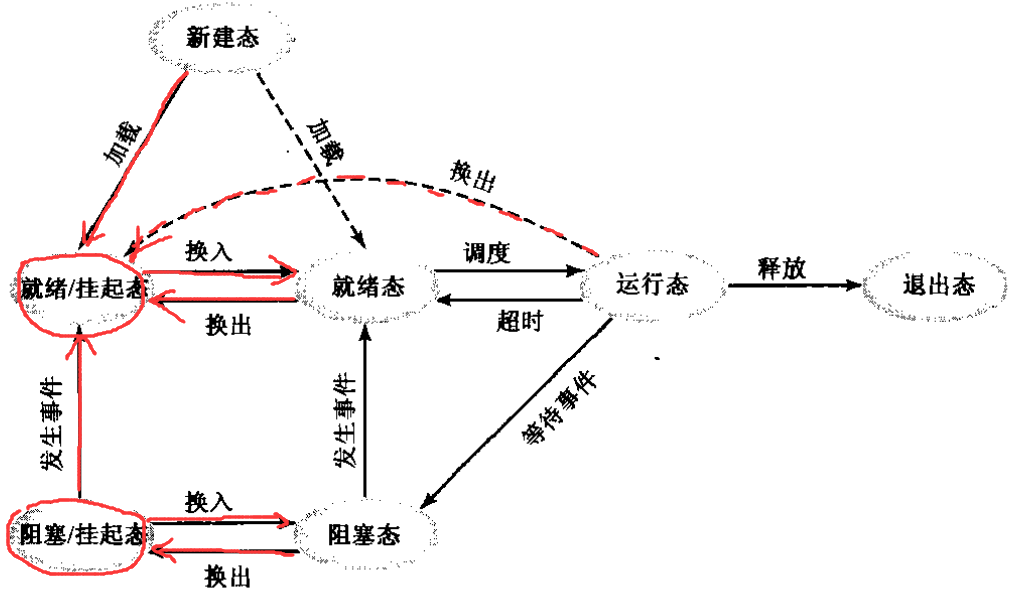 新建态
加载
加载
换出
换入
调度
释放
就绪/挂起态
就绪态
运行态
退出态
换出
超时
发生事件
发生事件
等待事件
换入
阻塞/挂起态
阻塞态
换出